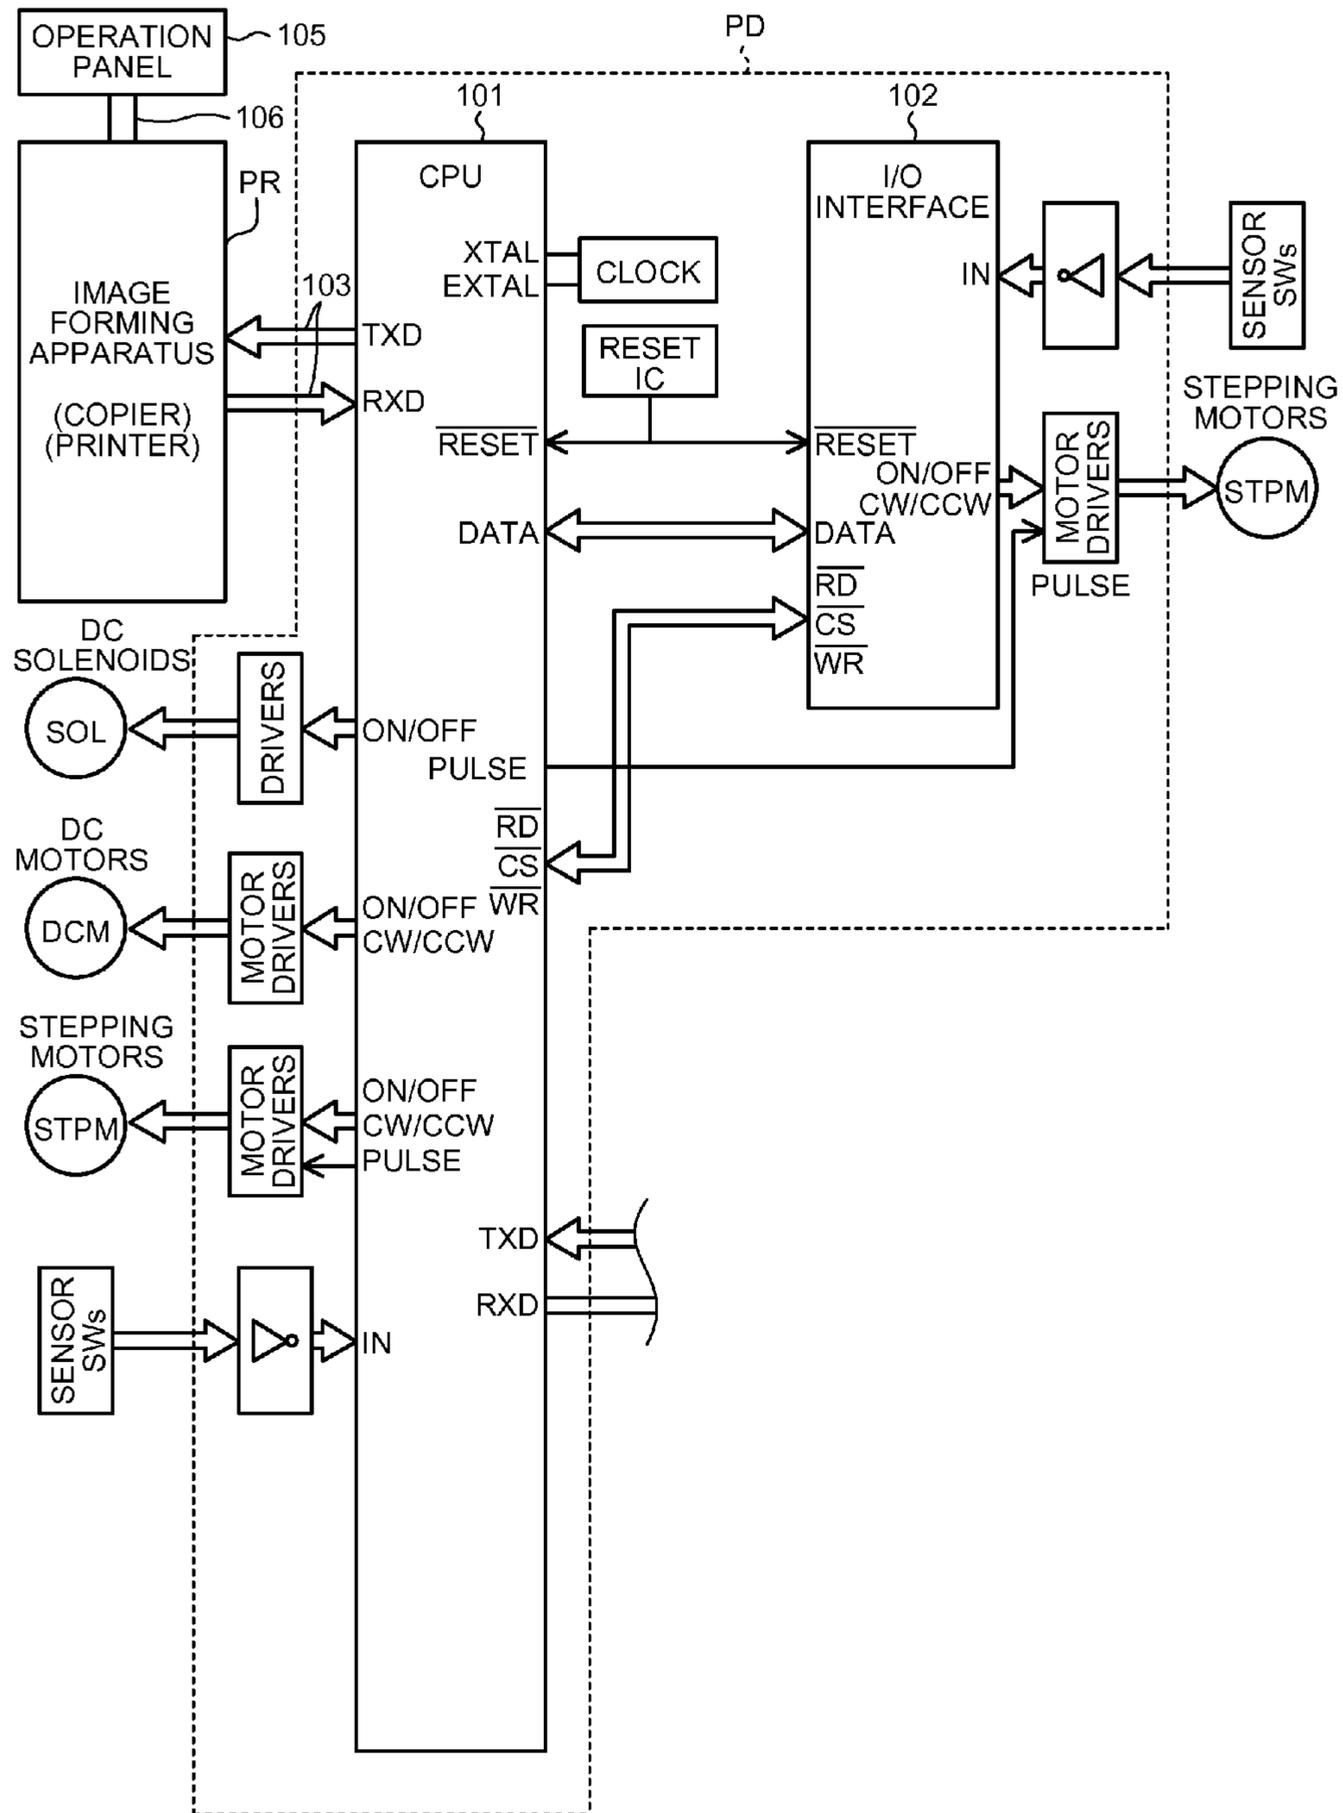 OPERATION
PANEL
105
106
PD
101
102
PR
103
IMAGE
FORMING
APPARATUS
(COPIER)
(PRINTER)
CPU
XTAL
EXTAL
CLOCK
TXD
RXD
RESET
IC
RESET
DATA
I/O
INTERFACE
IN
SENSOR
SWs
RESET
ON/OFF
CW/CCW
DATA
RD
CS
WR
MOTOR
DRIVERS
PULSE
STEPPING
MOTORS
STPM
DC
SOLENOIDS
SOL
DRIVERS
ON/OFF
PULSE
RD
CS
WR
DC
MOTORS
DCM
MOTOR
DRIVERS
ON/OFF
CW/CCW
STEPPING
MOTORS
STPM
MOTOR
DRIVERS
ON/OFF
CW/CCW
PULSE
TXD
RXD
SENSOR
SWs
IN